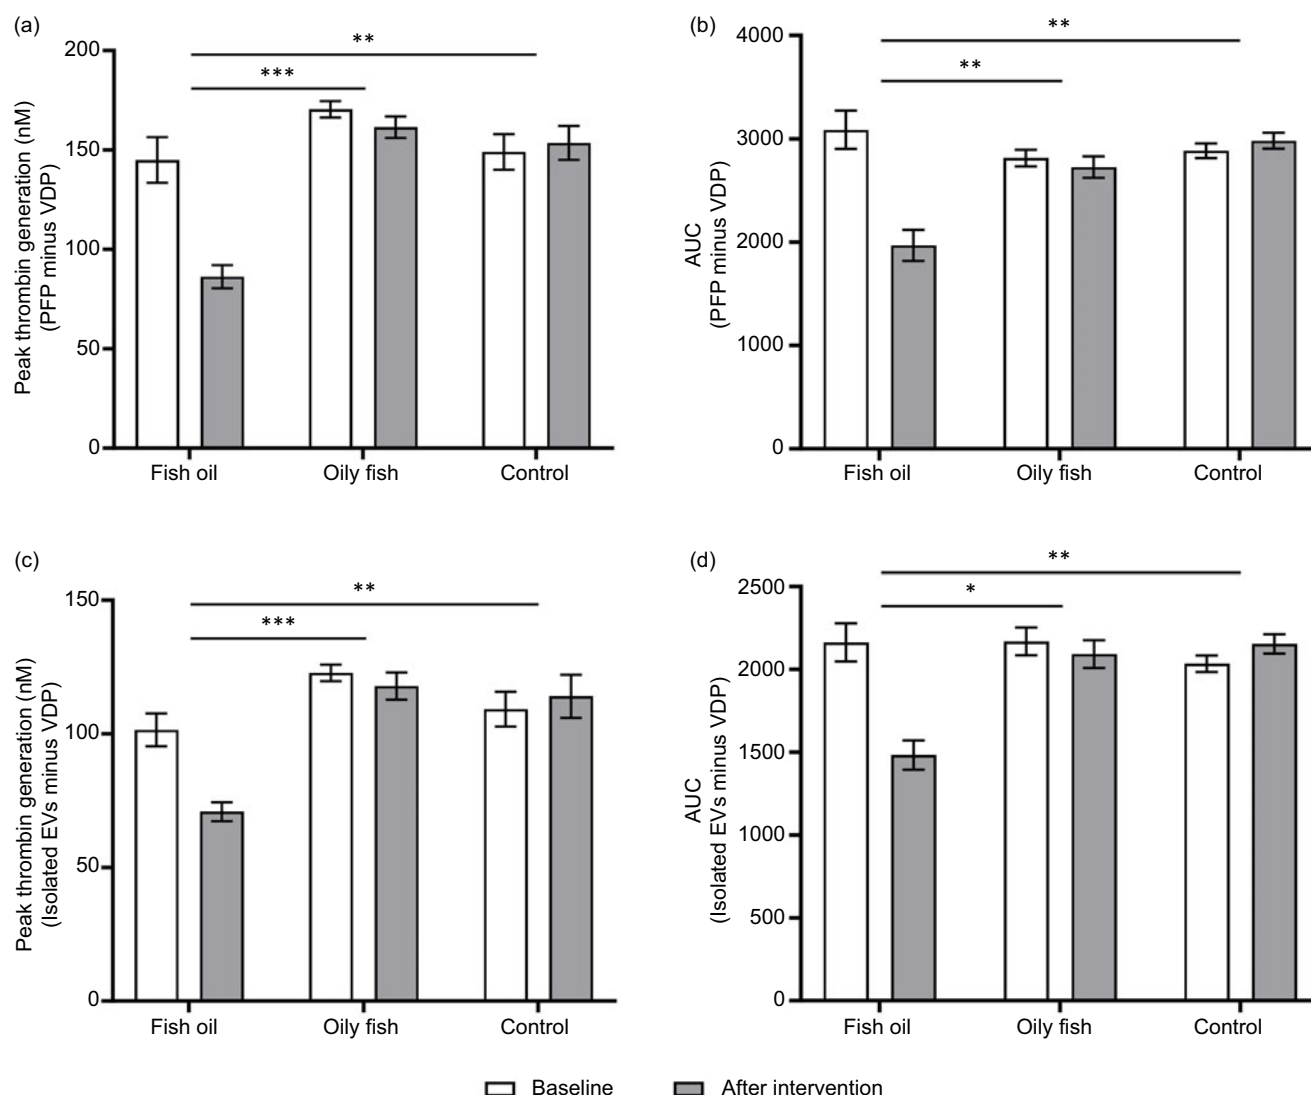 (a)
Peak thrombin generation (nM)
(PFP minus VDP)
200
150
100
50
0
**
***
Fish oil
Oily fish
Control
(b)
AUC
(PFP minus VDP)
4000
3000
2000
1000
0
**
**
Fish oil
Oily fish
Control
(c)
Peak thrombin generation (nM)
(Isolated EVs minus VDP)
150
100
50
0
**
***
Fish oil
Oily fish
Control
(d)
AUC
(Isolated EVs minus VDP)
2500
2000
1500
1000
500
0
**
*
Fish oil
Oily fish
Control
Baseline
After intervention